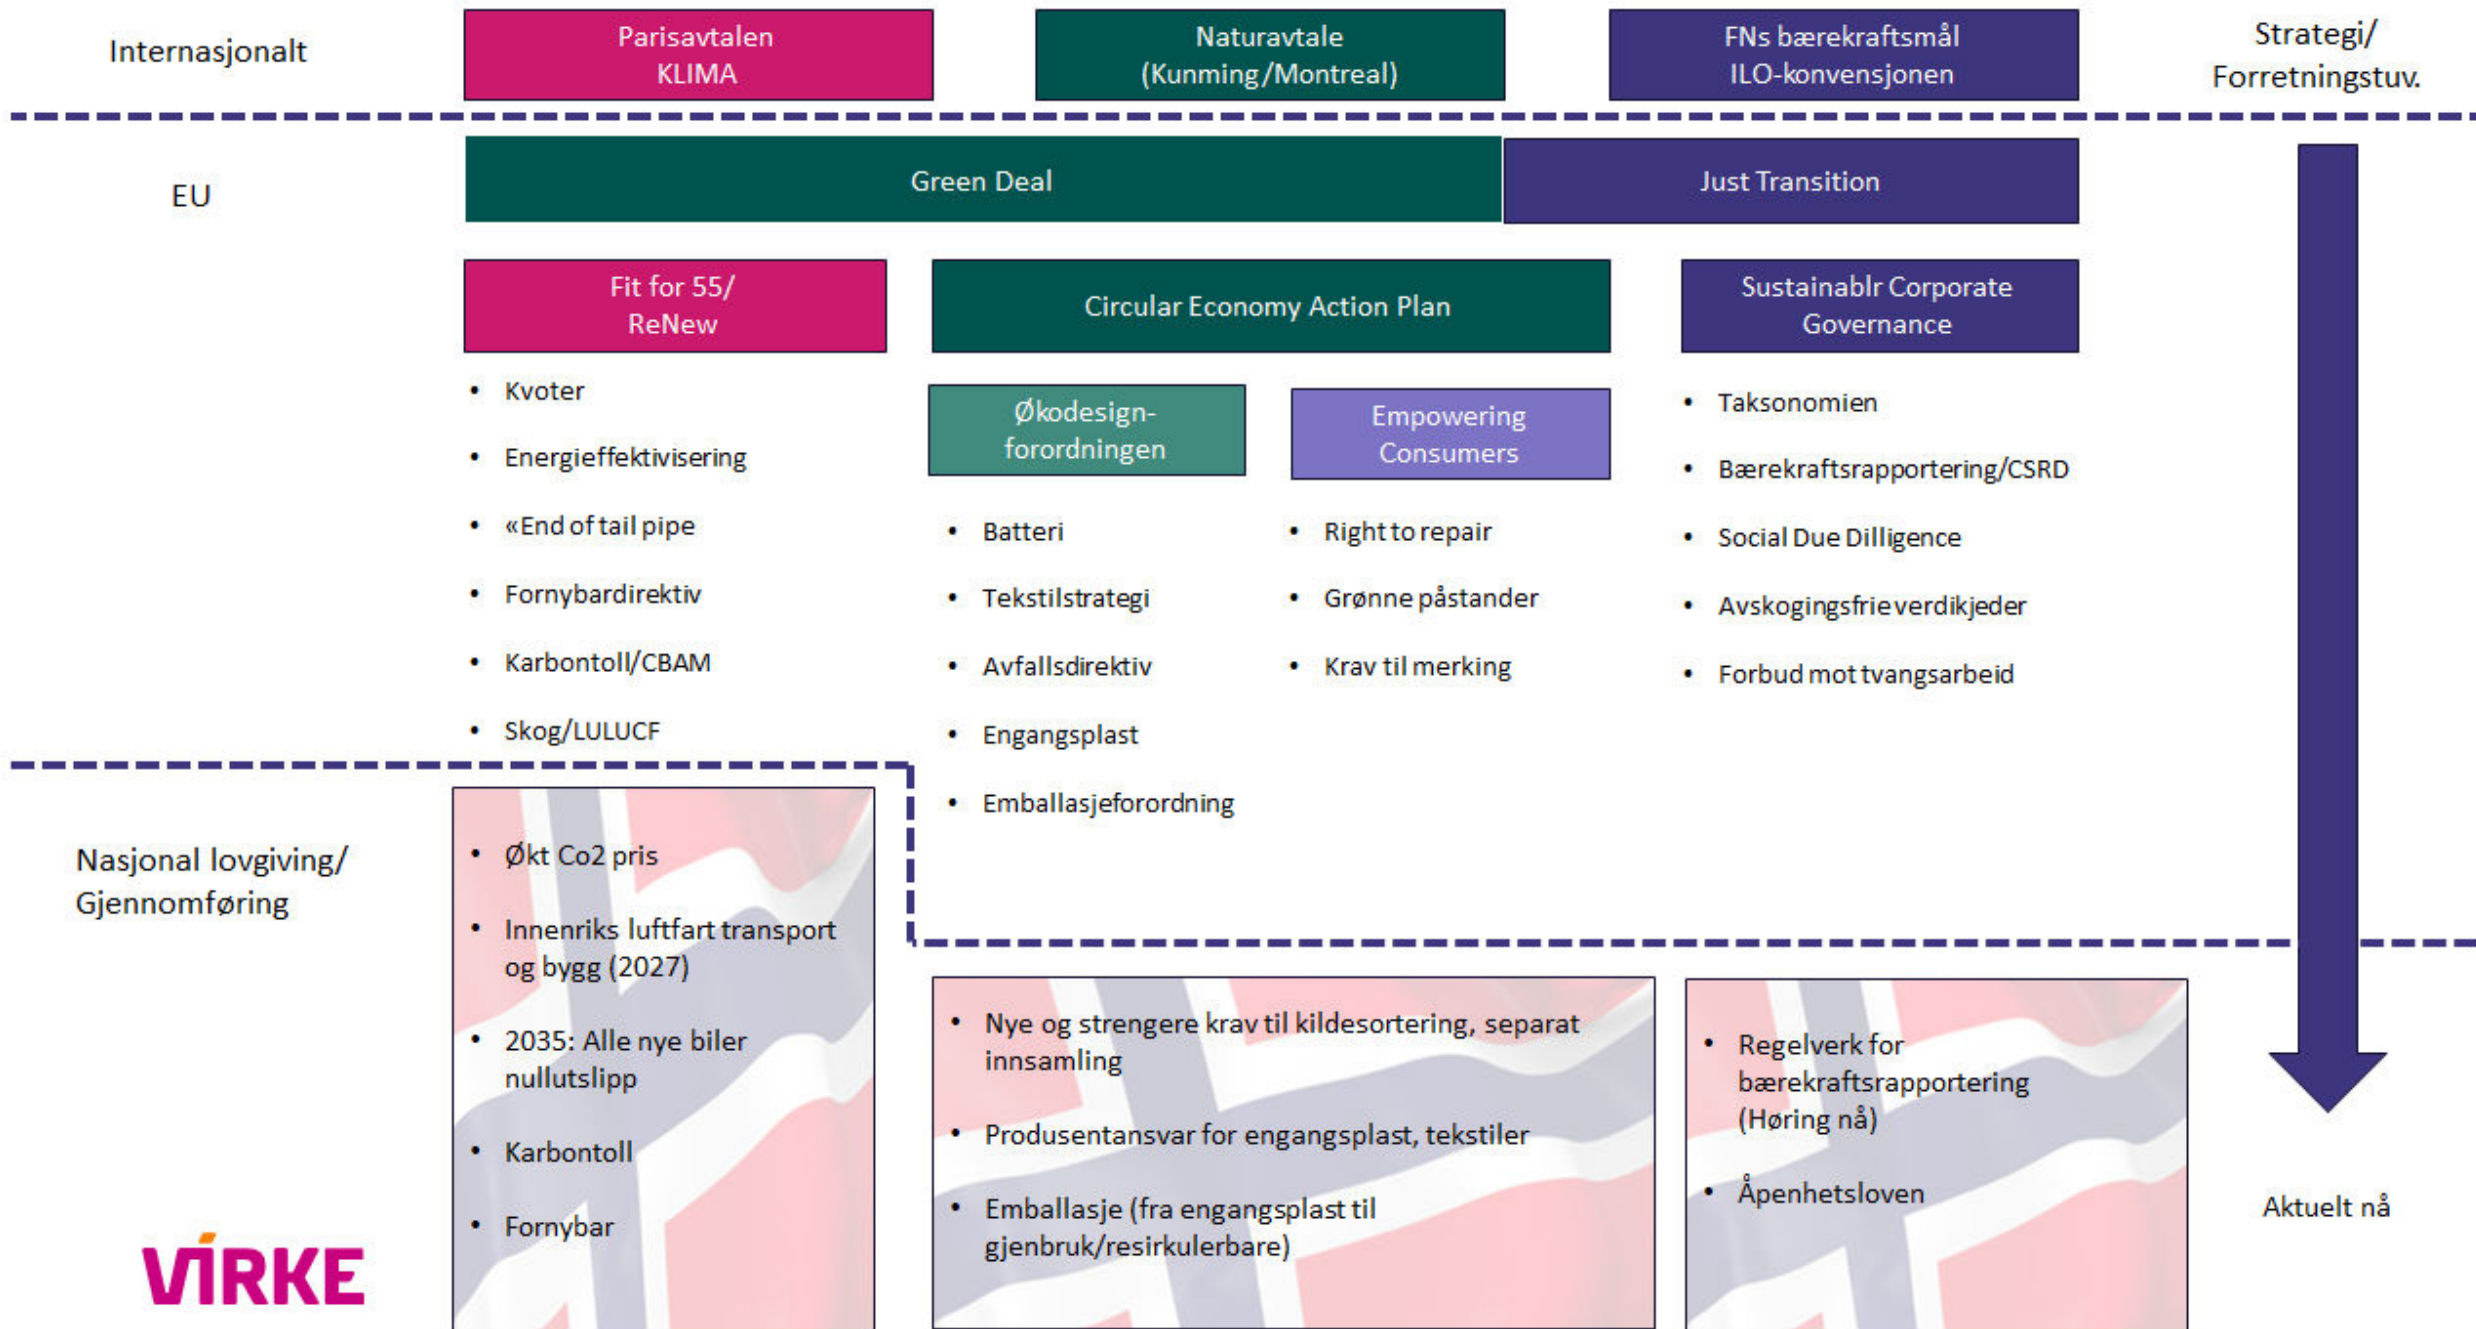 Internasjonalt
Parisavtalen
KLIMA
Naturavtale
(Kunming/Montreal)
FNs bærekraftsmål
ILO-konvensjonen
Strategi/
Forretningstuv.
EU
Green Deal
Just Transition
Fit for 55/
ReNew
Circular Economy Action Plan
Sustainablr Corporate
Governance
• Kvoter
• Energieffektivisering
• «End of tail pipe
• Fornybardirektiv
• Karbontoll/CBAM
• Skog/LULUCF
Økodesign-
forordningen
• Batteri
• Tekstilstrategi
• Avfallsdirektiv
• Engangsplast
• Emballasjeforordning
Empowering
Consumers
• Right to repair
• Grønne påstander
• Krav til merking
• Taksonomien
• Bærekraftsrapportering/CSRD
• Social Due Dilligence
• Avskogingsfrie verdikjeder
• Forbud mot tvangsarbeid
Nasjonal lovgiving/
Gjennomføring
• Økt Co2 pris
• Innenriks luftfart transport
og bygg (2027)
• 2035: Alle nye biler
nullutslipp
• Karbontoll
• Fornybar
• Nye og strengere krav til kildesortering, separat
innsamling
• Produsentansvar for engangsplast, tekstiler
• Emballasje (fra engangsplast til
gjenbruk/resirkulerbare)
• Regelverk for
bærekraftsrapportering
(Høring nå)
• Åpenhetsloven
Aktuelt nå
VIRKE